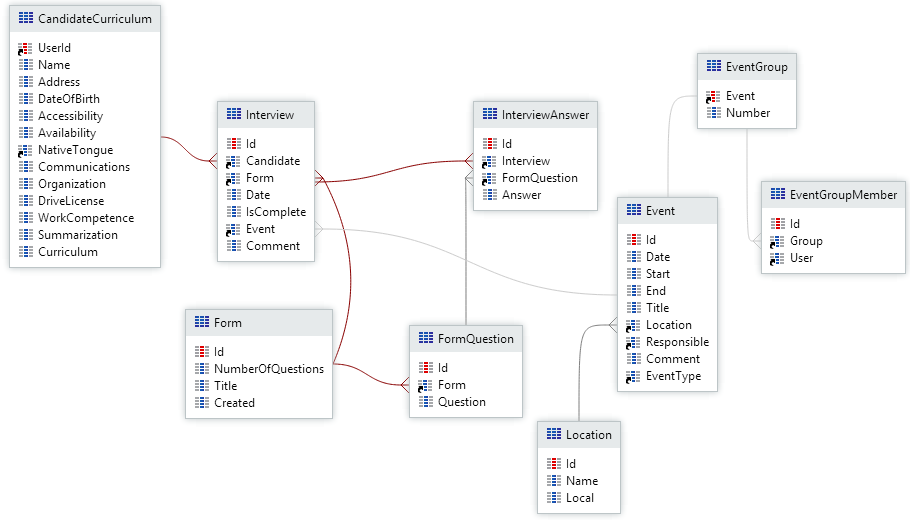 CandidateCurriculum
UserId
Name
Address
DateOfBirth
Accessibility
Availability
NativeTongue
Communications
Organization
DriveLicense
WorkCompetence
Summarization
Curriculum
Interview
Id
Candidate
Form
Date
IsComplete
Event
Comment
InterviewAnswer
Id
Interview
FormQuestion
Answer
EventGroup
Event
Number
EventGroupMember
Id
Group
User
Event
Id
Date
Start
End
Title
Location
Responsible
Comment
EventType
Form
Id
NumberOfQuestions
Title
Created
FormQuestion
Id
Form
Question
Location
Id
Name
Local